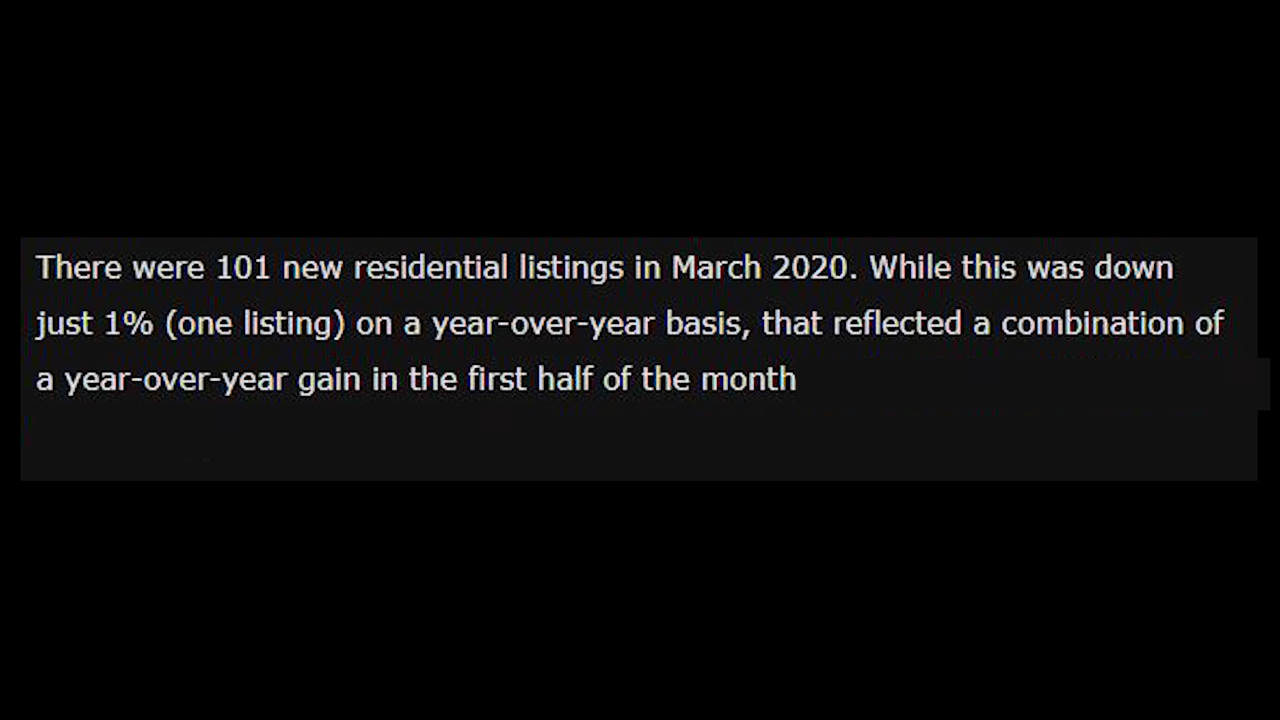 There were 101 new residential listings in March 2020. While this was down
just 1% (one listing) on a year-over-year basis, that reflected a combination of
a year-over-year gain in the first half of the month